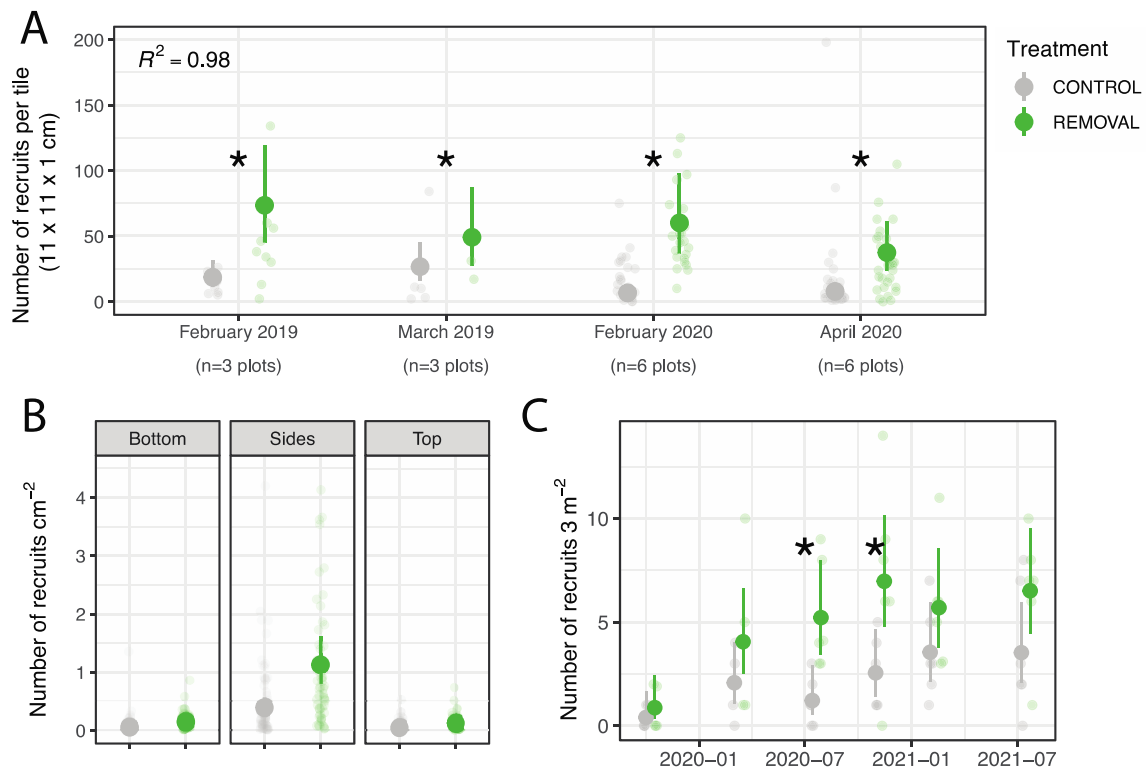 A
Number of recruits per tile
(11 x 11 x 1 cm)
200
150
100
50
0
R² = 0.98
* * * *
February 2019 March 2019 February 2020 April 2020
(n=3 plots) (n=3 plots) (n=6 plots) (n=6 plots)
Treatment
CONTROL
REMOVAL
B
Bottom Sides Top
Number of recruits cm⁻²
4
3
2
1
0
C
Number of recruits 3 m⁻²
10
5
0
* *
2020−01 2020−07 2021−01 2021−07